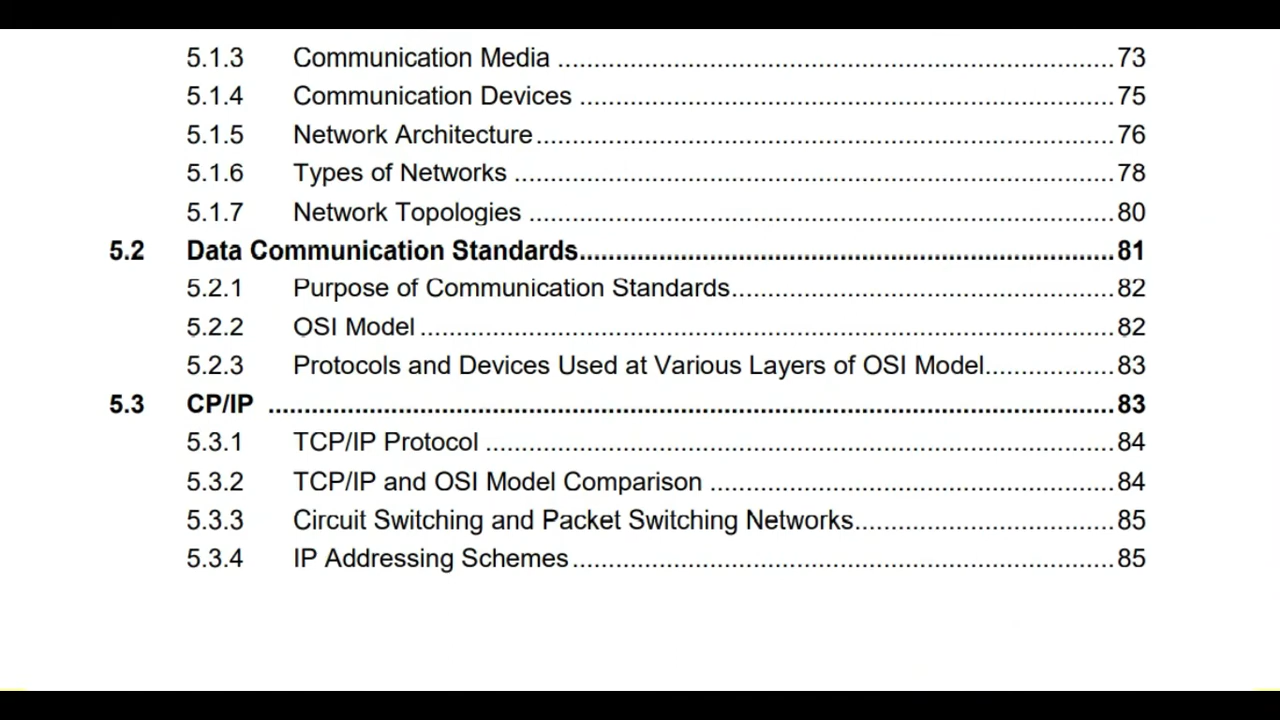 5.1.3 Communication Media ........................................................................... 73
5.1.4 Communication Devices ........................................................................ 75
5.1.5 Network Architecture .............................................................................. 76
5.1.6 Types of Networks ................................................................................. 78
5.1.7 Network Topologies ............................................................................... 80
5.2 Data Communication Standards.......................................................................... 81
5.2.1 Purpose of Communication Standards..................................................... 82
5.2.2 OSI Model .............................................................................................. 82
5.2.3 Protocols and Devices Used at Various Layers of OSI Model.................. 83
5.3 CP/IP ..................................................................................................................... 83
5.3.1 TCP/IP Protocol ..................................................................................... 84
5.3.2 TCP/IP and OSI Model Comparison ........................................................ 84
5.3.3 Circuit Switching and Packet Switching Networks.................................... 85
5.3.4 IP Addressing Schemes ........................................................................... 85